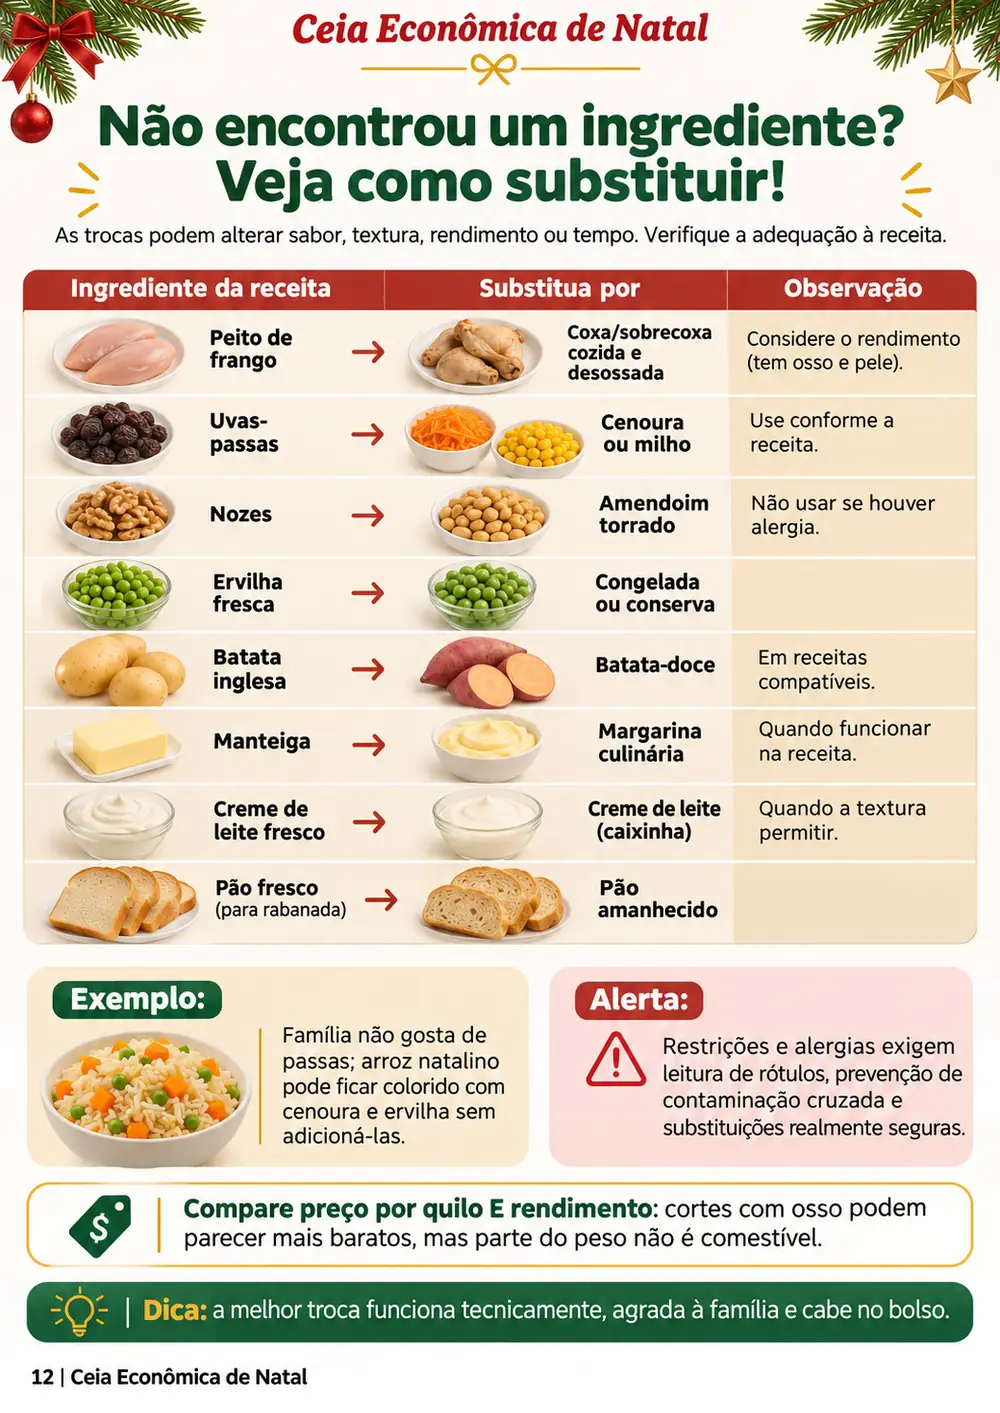 Ceia Econômica de Natal
Não encontrou um ingrediente?
Veja como substituir!
As trocas podem alterar sabor, textura, rendimento ou tempo. Verifique a adequação à receita.
Ingrediente da receita
Substitua por
Observação
Peito de
frango
Coxa/sobrecoxa
cozida e
desossada
Considere o rendimento
(tem osso e pele).
Uvas-
passas
Cenoura
ou milho
Use conforme a
receita.
Nozes
Amendoim
torrado
Não usar se houver
alergia.
Ervilha
fresca
Congelada
ou conserva
Batata
inglesa
Batata-doce
Em receitas
compatíveis.
Manteiga
Margarina
culinária
Quando funcionar
na receita.
Creme de
leite fresco
Creme de leite
(caixinha)
Quando a textura
permitir.
Pão fresco
(para rabanada)
Pão
amanhecido
Exemplo:
Família não gosta de
passas; arroz natalino
pode ficar colorido com
cenoura e ervilha sem
adicioná-las.
Alerta:
Restrições e alergias exigem
leitura de rótulos, prevenção de
contaminação cruzada e
substituições realmente seguras.
$
Compare preço por quilo E rendimento: cortes com osso podem
parecer mais baratos, mas parte do peso não é comestível.
Dica: a melhor troca funciona tecnicamente, agrada à família e cabe no bolso.
12 | Ceia Econômica de Natal